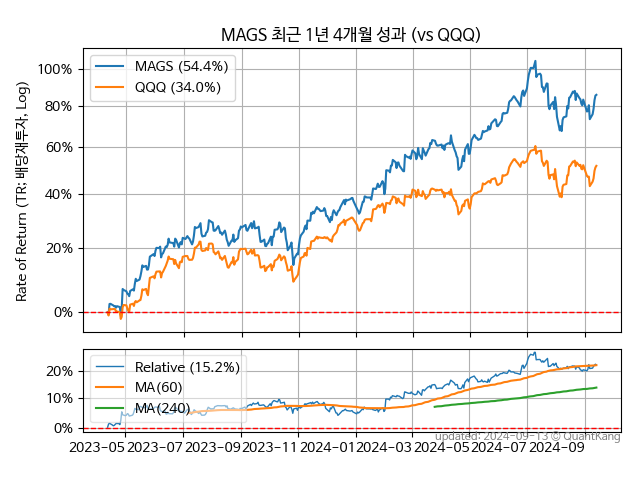 MAGS 최근 1년 4개월 성과 (vs QQQ)
Rate of Return (TR: 배당재투자, Log)
MAGS (54.4%)
QQQ (34.0%)
100%
80%
60%
40%
20%
0%
Relative (15.2%)
MA(60)
MA(240)
20%
10%
0%
2023-05 2023-07 2023-09 2023-11 2024-01 2024-03 2024-05 2024-07 2024-09
updated: 2024-09-13 © QuantKang